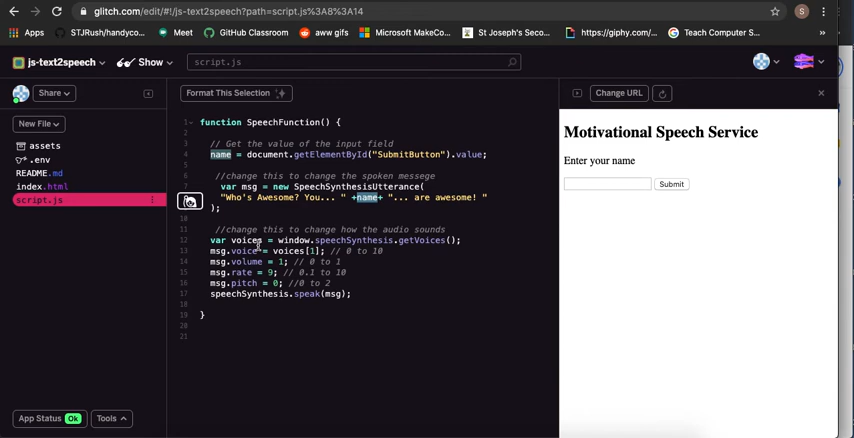 glitch.com/edit/#!/js-text2speech?path=script.js%3A8%3A14
S
Apps
STJRush/handyco...
Meet
GitHub Classroom
aww gifs
Microsoft MakeCo...
St Joseph's Seco...
https://giphy.com/...
Teach Computer S...
»
js-text2speech
Show
script.js
Share
Format This Selection
Change URL
New File
assets
.env
README.md
index.html
script.js
1 function SpeechFunction() {
2
3 // Get the value of the input field
4 name = document.getElementById("SubmitButton").value;
5
6 //change this to change the spoken messege
7 var msg = new SpeechSynthesisUtterance(
"Who's Awesome? You... " +name+ "... are awesome! "
);
10
11 //change this to change how the audio sounds
12 var voices = window.speechSynthesis.getVoices();
13 msg.voice = voices[1]; // 0 to 10
14 msg.volume = 1; // 0 to 1
15 msg.rate = 9; // 0.1 to 10
16 msg.pitch = 0; //0 to 2
17 speechSynthesis.speak(msg);
18
19 }
20
21
Motivational Speech Service
Enter your name
Submit
App Status Ok
Tools